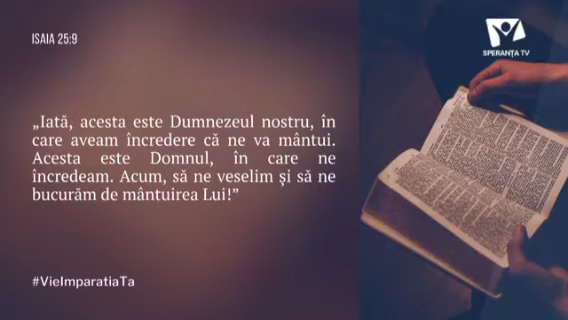 ISAIA 25:9
SPERANȚA TV
„Iată, acesta este Dumnezeul nostru, în
care aveam încredere că ne va mântui.
Acesta este Domnul, în care ne
încredeam. Acum, să ne veselim şi să ne
bucurăm de mântuirea Lui!”
#VieImparatiaTa